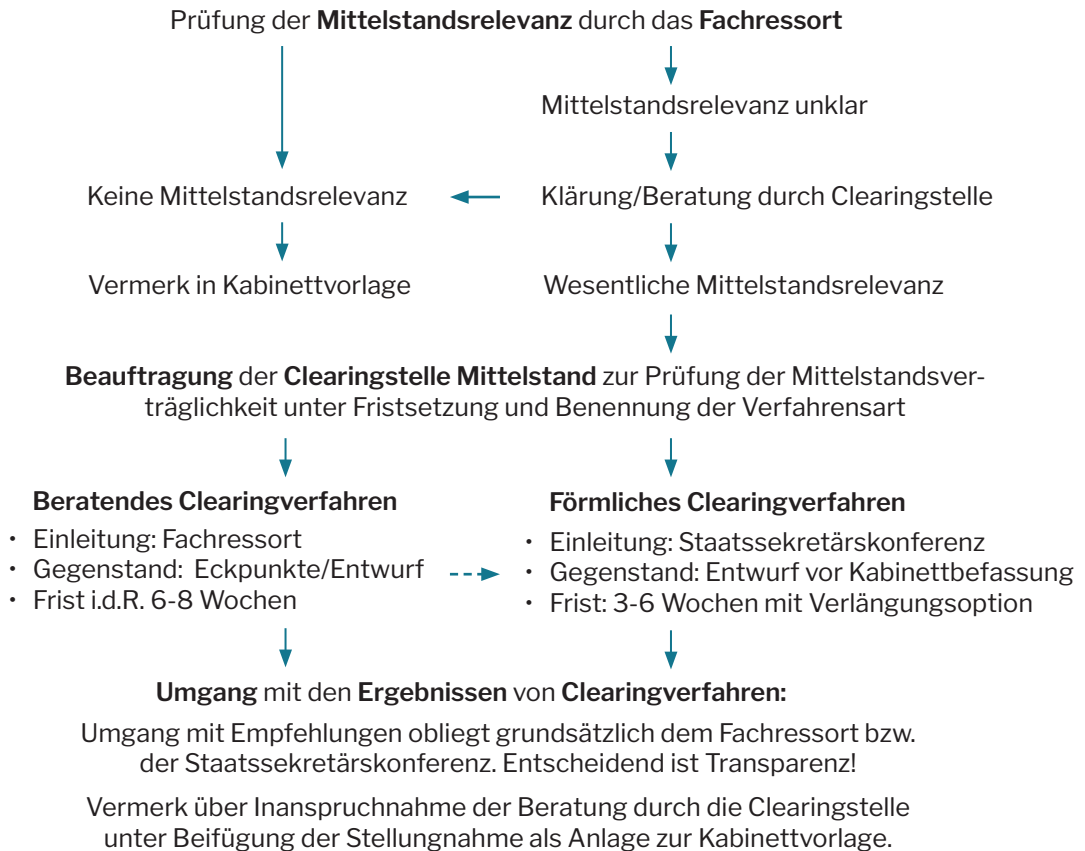 Prüfung der Mittelstandsrelevanz durch das Fachressort
Mittelstandsrelevanz unklar
Keine Mittelstandsrelevanz
Klärung/Beratung durch Clearingstelle
Vermerk in Kabinettvorlage
Wesentliche Mittelstandsrelevanz
Beauftragung der Clearingstelle Mittelstand zur Prüfung der Mittelstandsver-
träglichkeit unter Fristsetzung und Benennung der Verfahrensart
Beratendes Clearingverfahren
• Einleitung: Fachressort
• Gegenstand: Eckpunkte/Entwurf
• Frist i.d.R. 6-8 Wochen
Förmliches Clearingverfahren
• Einleitung: Staatssekretärskonferenz
• Gegenstand: Entwurf vor Kabinettbefassung
• Frist: 3-6 Wochen mit Verlängungsoption
Umgang mit den Ergebnissen von Clearingverfahren:
Umgang mit Empfehlungen obliegt grundsätzlich dem Fachressort bzw.
der Staatssekretärskonferenz. Entscheidend ist Transparenz!
Vermerk über Inanspruchnahme der Beratung durch die Clearingstelle
unter Beifügung der Stellungnahme als Anlage zur Kabinettvorlage.